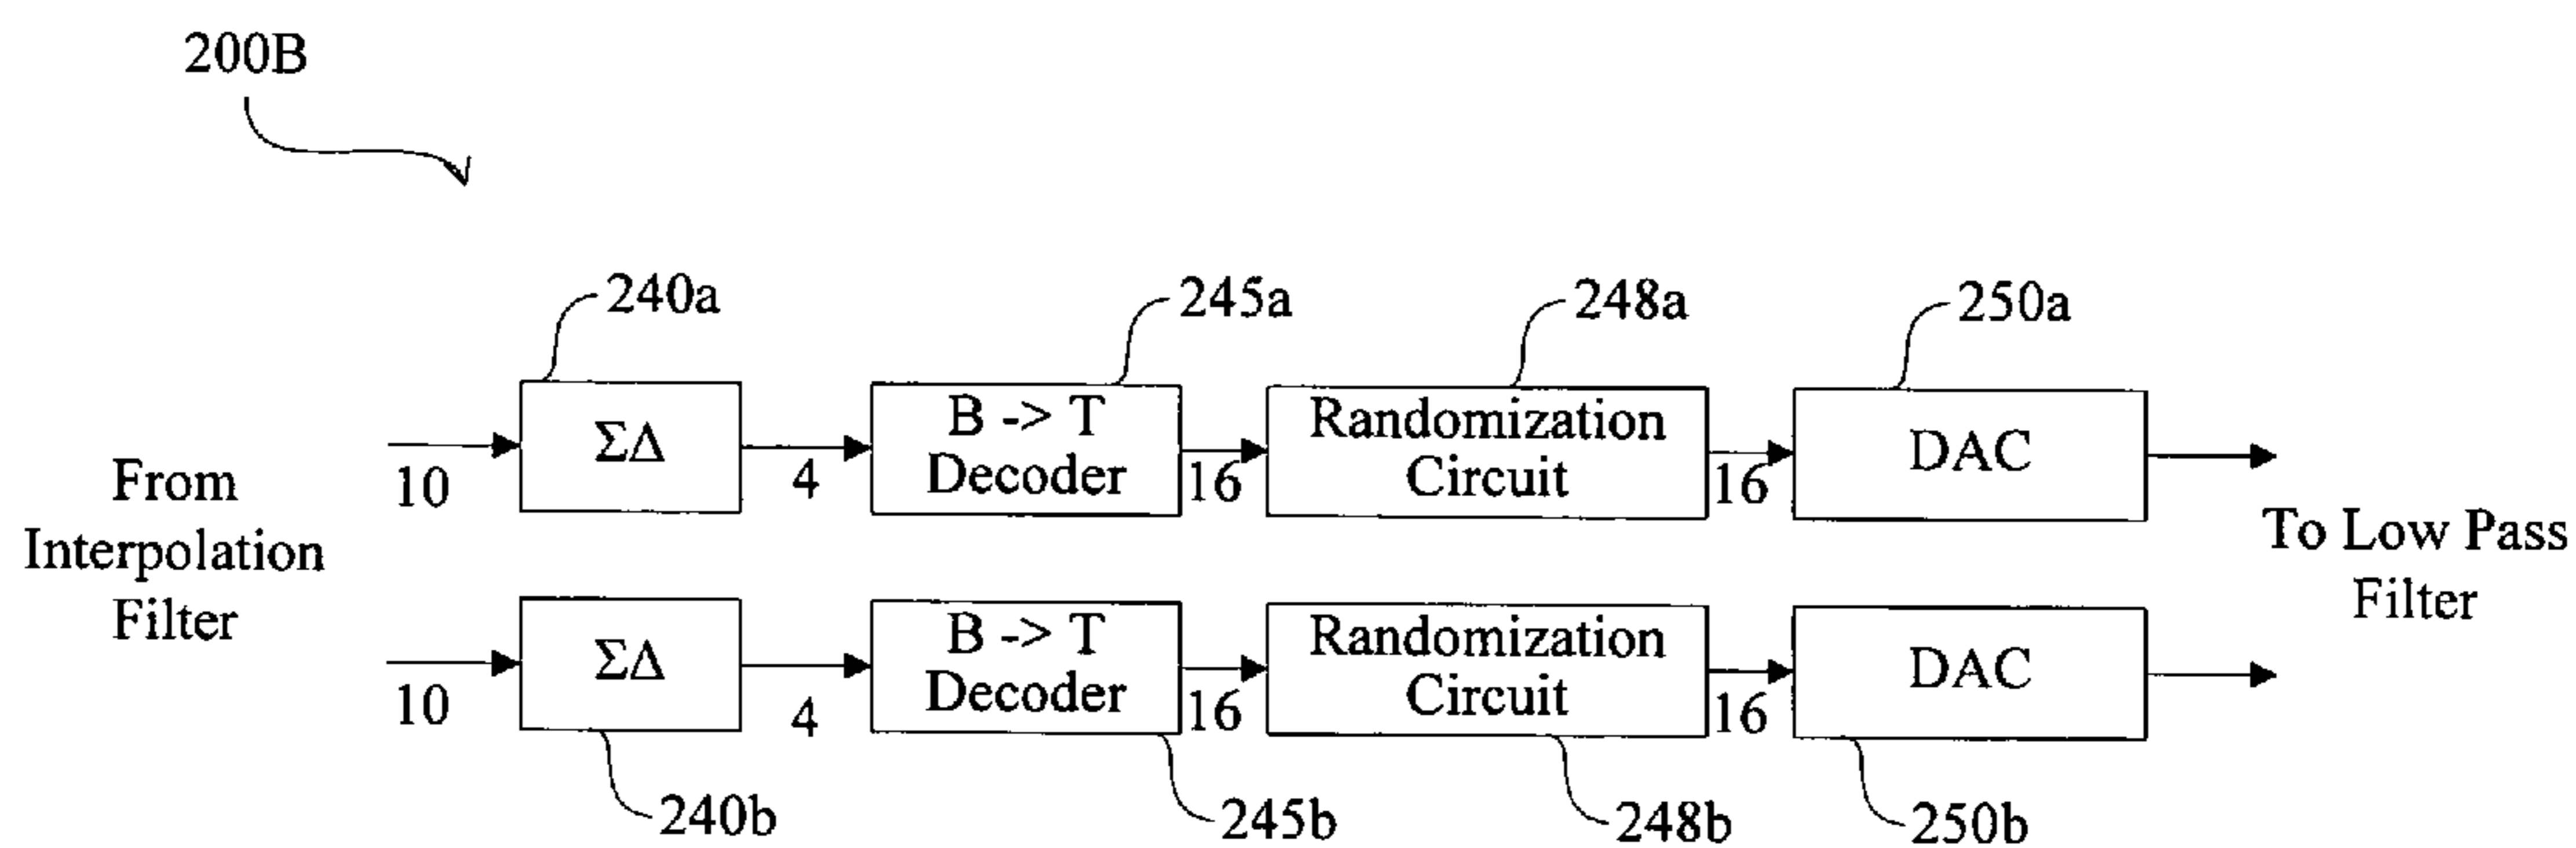 200B
240a
245a
248a
250a
From
Interpolation
Filter
10
ΣΔ
4
B -> T
Decoder
16
Randomization
Circuit
16
DAC
To Low Pass
Filter
10
ΣΔ
4
B -> T
Decoder
16
Randomization
Circuit
16
DAC
240b
245b
248b
250b